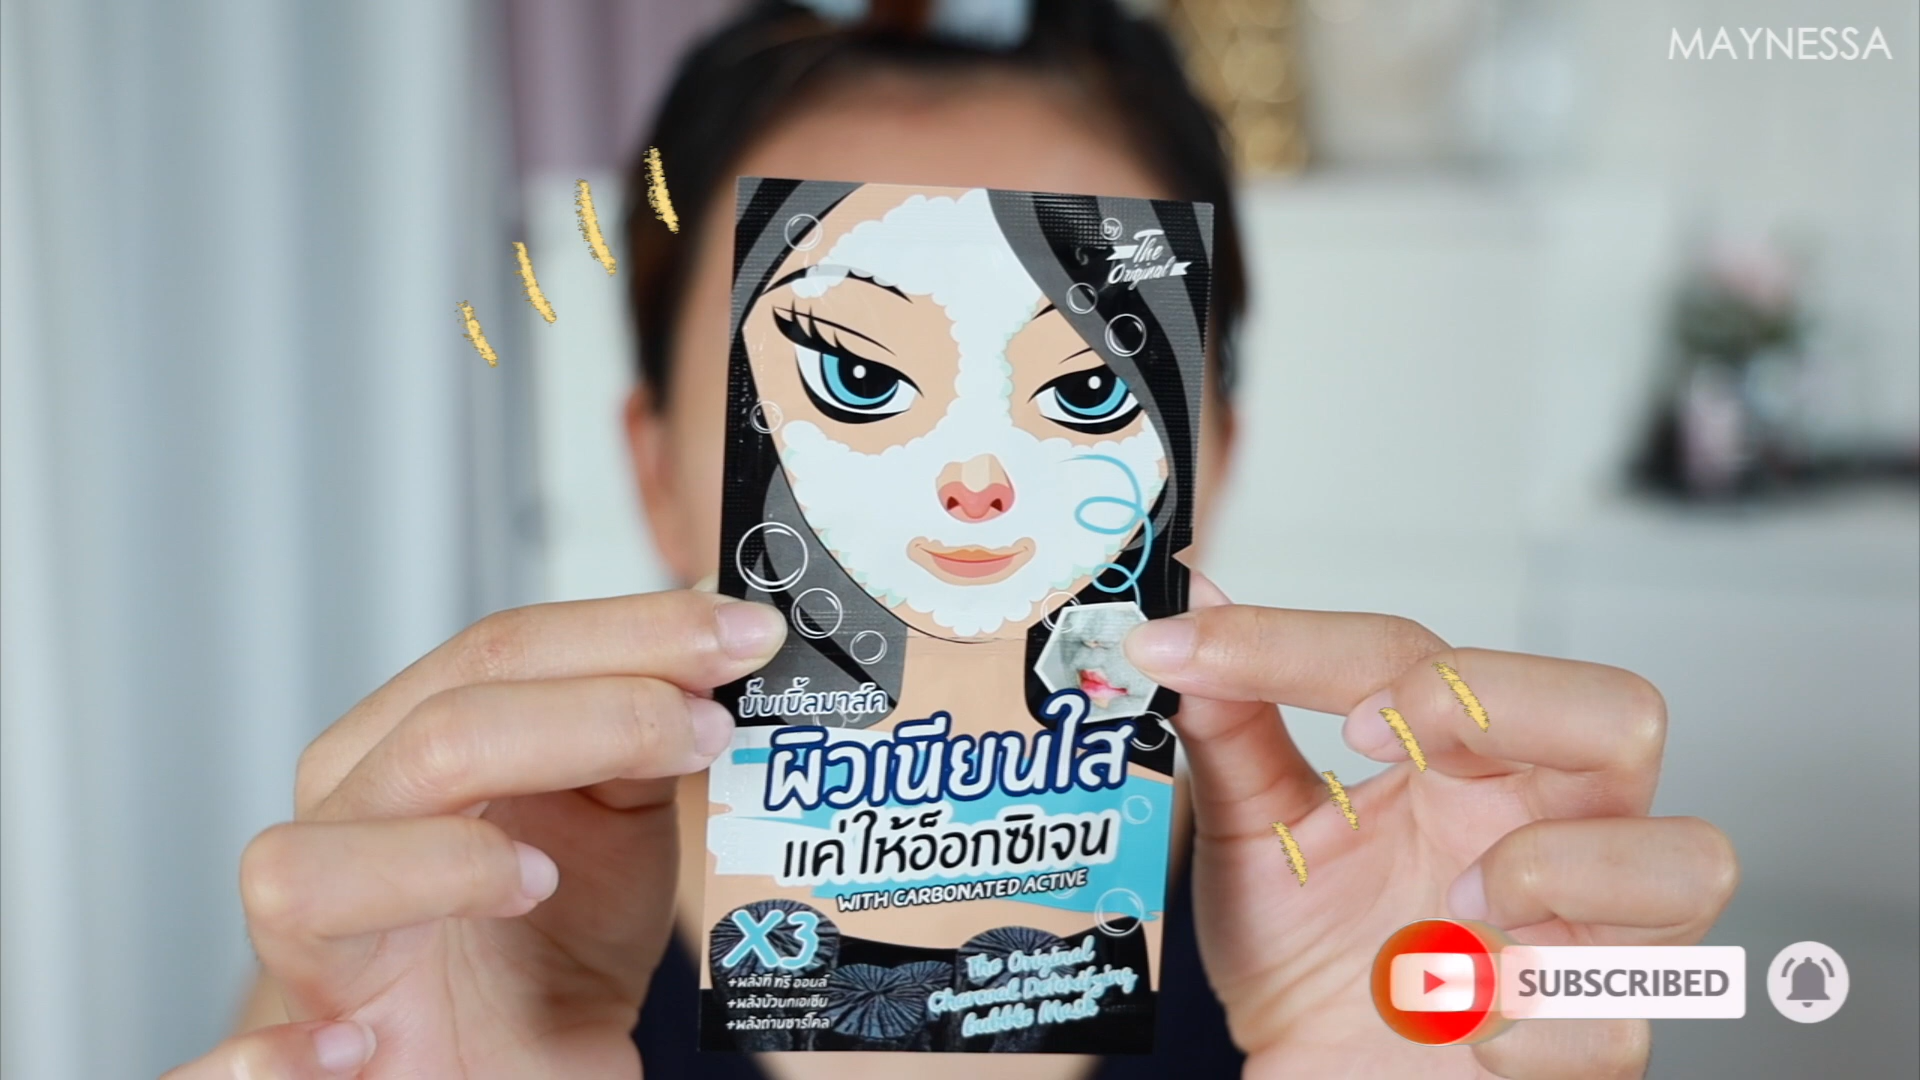 MAYNESSA
by
The
Original
บั๊บเบิ้ลมาส์ค
ผิวเนียนใส
แค่ให้อ็อกซิเจน
WITH CARBONATED ACTIVE
X3
+พลังที ทรี ออยล์
+พลังบัวบกเอเชีย
+พลังถ่านชาร์โคล
The Original
Charcoal Detoxifying
Bubble Mask
SUBSCRIBED